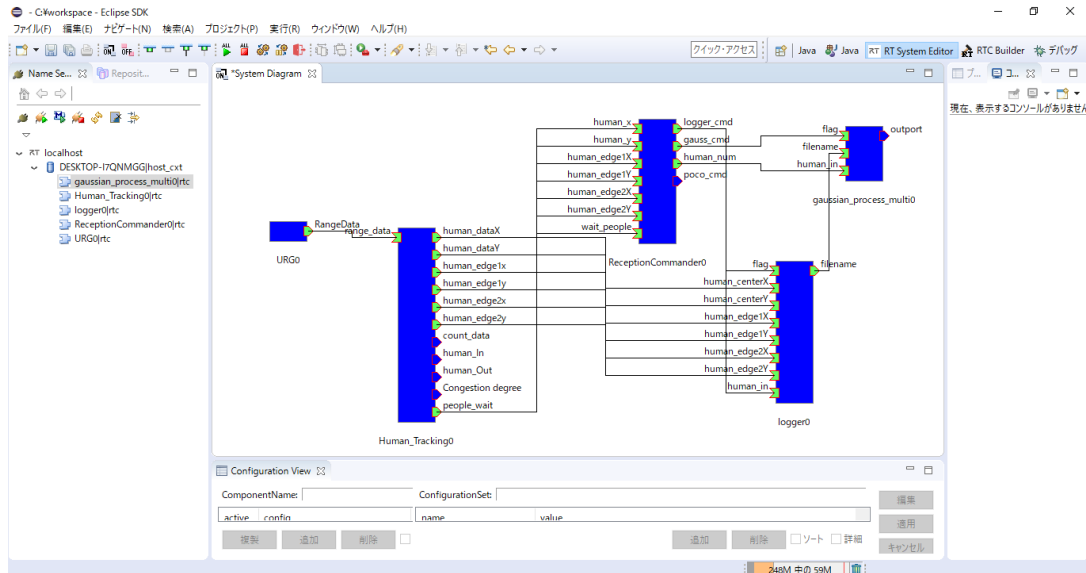 - C:¥workspace - Eclipse SDK
ファイル(F) 編集(E) ナビゲート(N) 検索(A) プロジェクト(P) 実行(R) ウィンドウ(W) ヘルプ(H)
クイック・アクセス Java Java RT System Editor RTC Builder デバッグ
Name Se... Reposit...
*System Diagram
ブ... コ...
現在、表示するコンソールがありませ
localhost
DESKTOP-I7QNMGG|host_cxt
gaussian_process_multi0|rtc
Human_Tracking0|rtc
logger0|rtc
ReceptionCommander0|rtc
URG0|rtc
RangeData
URG0
range_data
human_dataX
human_dataY
human_edge1x
human_edge1y
human_edge2x
human_edge2y
count_data
human_In
human_Out
Congestion degree
people_wait
Human_Tracking0
human_x
human_y
human_edge1X
human_edge1Y
human_edge2X
human_edge2Y
wait_people
logger_cmd
gauss_cmd
human_num
poco_cmd
ReceptionCommander0
flag
filename
human_in
outport
gaussian_process_multi0
flag
human_centerX
human_centerY
human_edge1X
human_edge1Y
human_edge2X
human_edge2Y
human_in
filename
logger0
Configuration View
ComponentName: ConfigurationSet:
active config name value
複製 追加 削除 追加 削除 ソート 詳細
編集
適用
キャンセル
248M 中の 59M